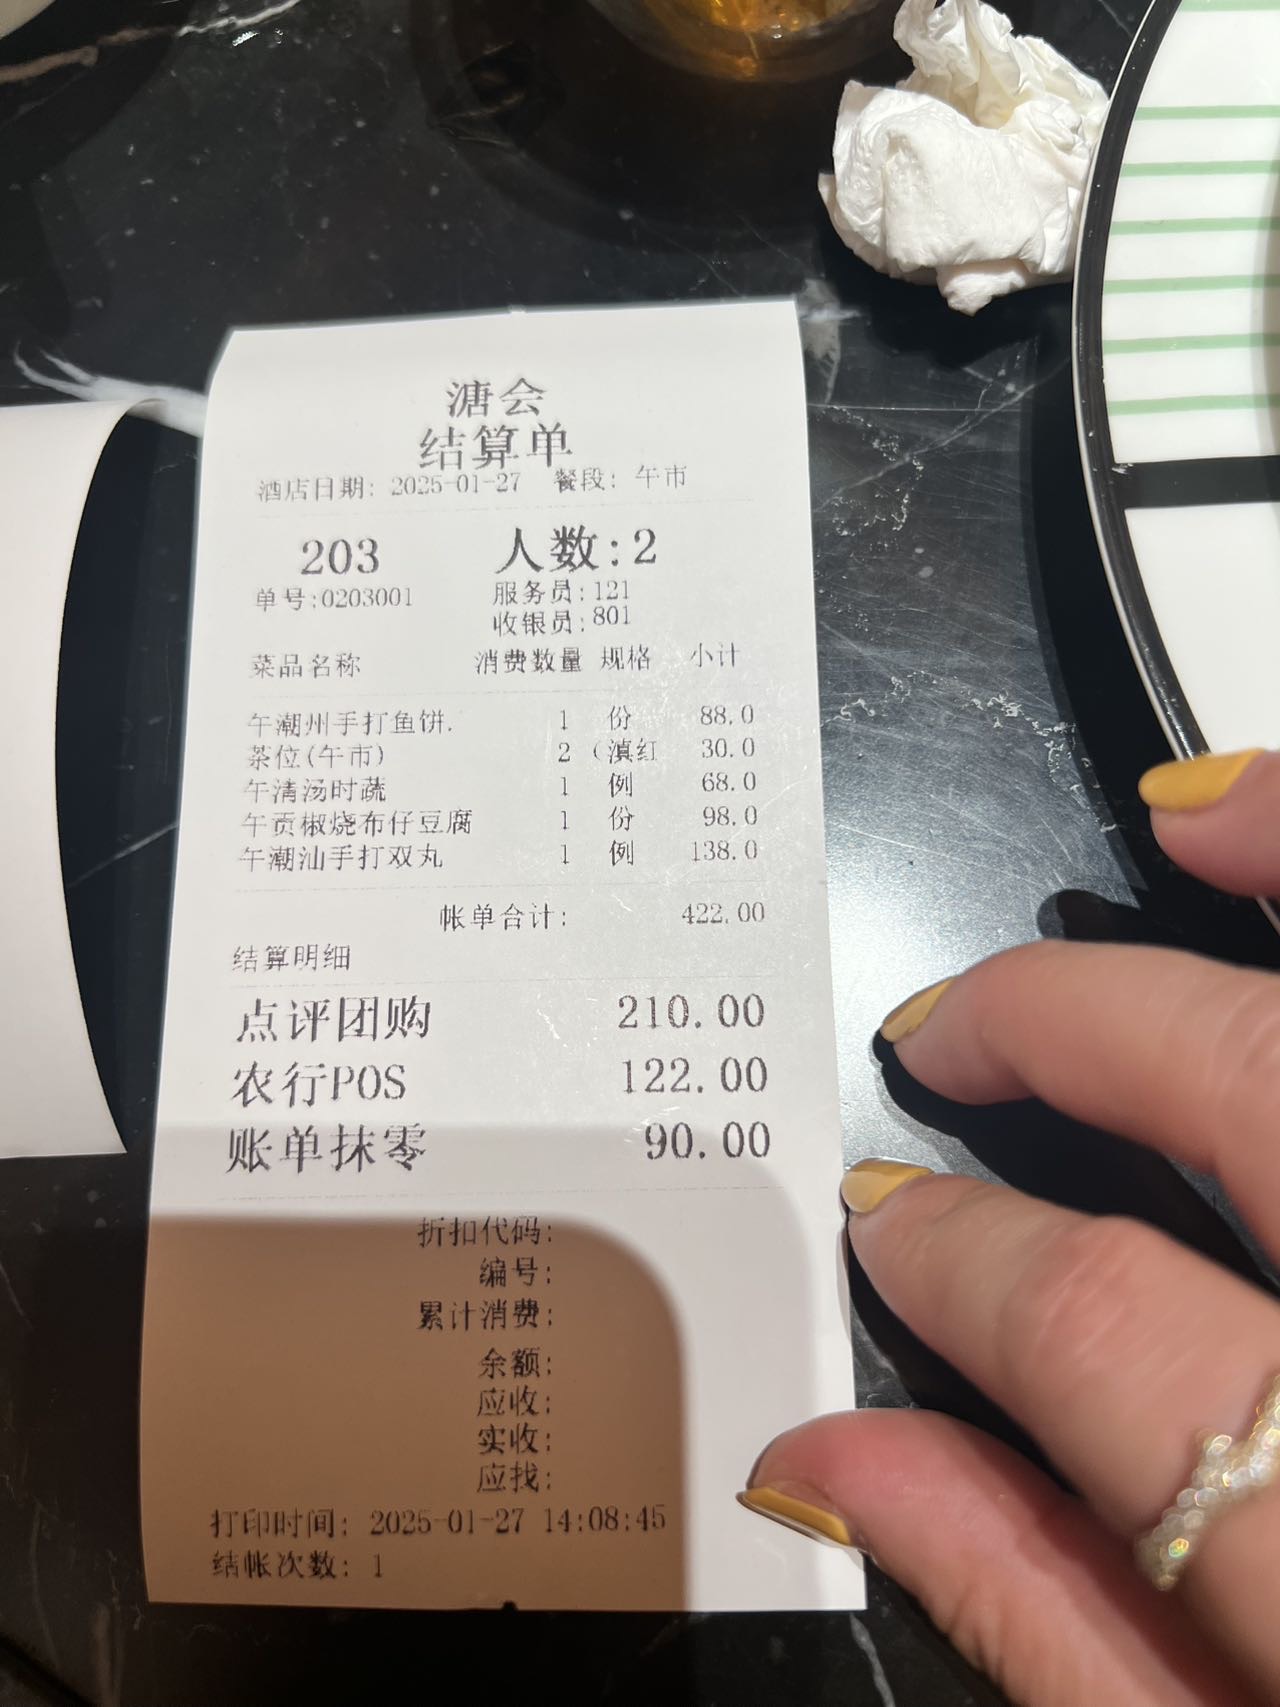 溏会
结算单
酒店日期: 2025-01-27 餐段: 午市
203 人数:2
单号:0203001 服务员:121
收银员:801
菜品名称 消费数量 规格 小计
午潮州手打鱼饼. 1 份 88.0
茶位(午市) 2 (滇红 30.0
午清汤时蔬 1 例 68.0
午贡椒烧布仔豆腐 1 份 98.0
午潮汕手打双丸 1 例 138.0
帐单合计: 422.00
结算明细
点评团购 210.00
农行POS 122.00
账单抹零 90.00
折扣代码:
编号:
累计消费:
余额:
应收:
实收:
应找:
打印时间: 2025-01-27 14:08:45
结帐次数: 1